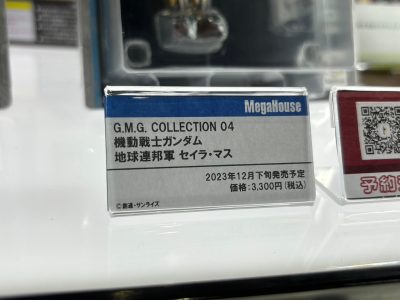 MegaHouse
G.M.G. COLLECTION 04
機動戦士ガンダム
地球連邦軍 セイラ・マス
2023年12月下旬発売予定
価格:3,300円(税込)
©創通・サンライズ
予約